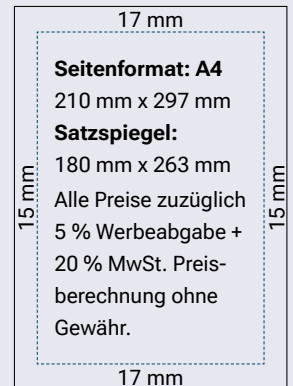 17 mm
Seitenformat: A4
210 mm x 297 mm
Satzspiegel:
180 mm x 263 mm
Alle Preise zuzüglich
5 % Werbeabgabe +
20 % MwSt. Preis-
berechnung ohne
Gewähr.
15 mm
15 mm
17 mm